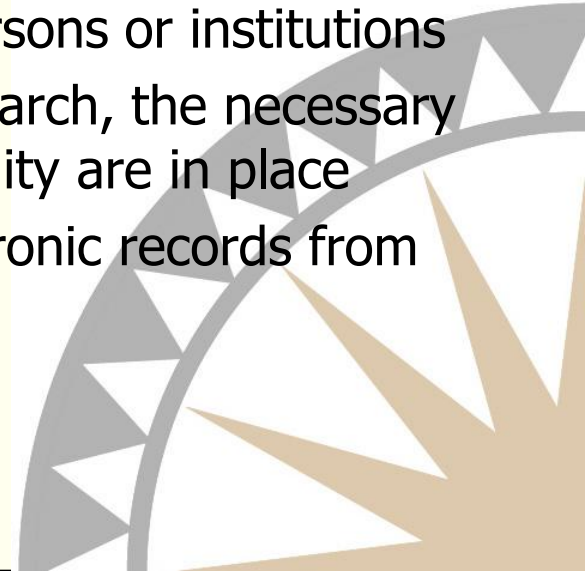 rsons or institutions
arch, the necessary
ity are in place
ronic records from